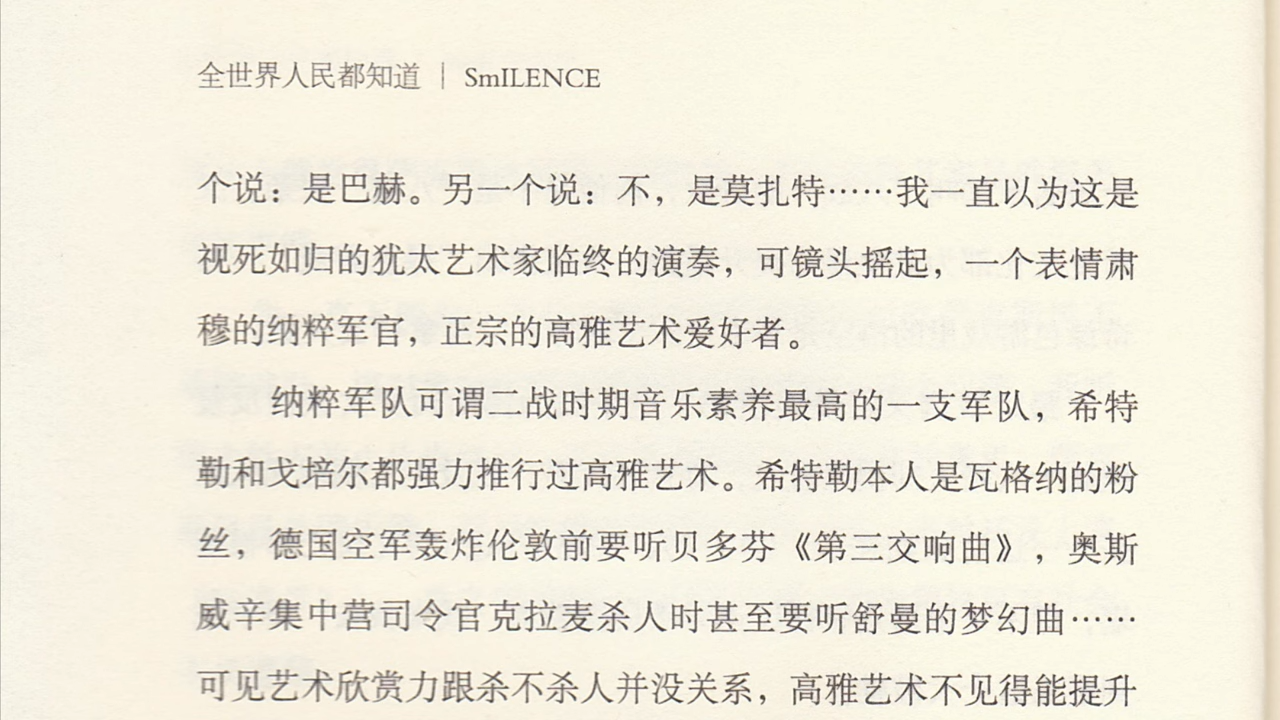 全世界人民都知道 | SmILENCE
个说：是巴赫。另一个说：不，是莫扎特……我一直以为这是
视死如归的犹太艺术家临终的演奏，可镜头摇起，一个表情肃
穆的纳粹军官，正宗的高雅艺术爱好者。
纳粹军队可谓二战时期音乐素养最高的一支军队，希特
勒和戈培尔都强力推行过高雅艺术。希特勒本人是瓦格纳的粉
丝，德国空军轰炸伦敦前要听贝多芬《第三交响曲》，奥斯
威辛集中营司令官克拉麦杀人时甚至要听舒曼的梦幻曲……
可见艺术欣赏力跟杀不杀人并没关系，高雅艺术不见得能提升